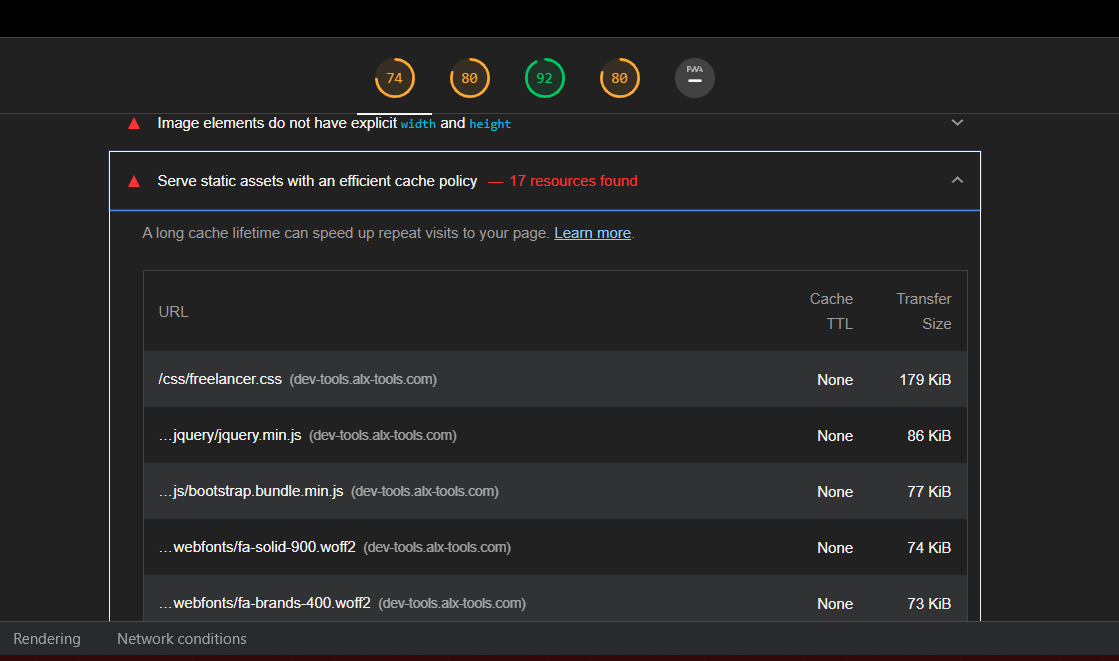 74 80 92 80 PWA
Image elements do not have explicit width and height
Serve static assets with an efficient cache policy — 17 resources found
A long cache lifetime can speed up repeat visits to your page. Learn more.
URL Cache TTL Transfer Size
/css/freelancer.css (dev-tools.alx-tools.com) None 179 KiB
…jquery/jquery.min.js (dev-tools.alx-tools.com) None 86 KiB
…js/bootstrap.bundle.min.js (dev-tools.alx-tools.com) None 77 KiB
…webfonts/fa-solid-900.woff2 (dev-tools.alx-tools.com) None 74 KiB
…webfonts/fa-brands-400.woff2 (dev-tools.alx-tools.com) None 73 KiB
Rendering Network conditions